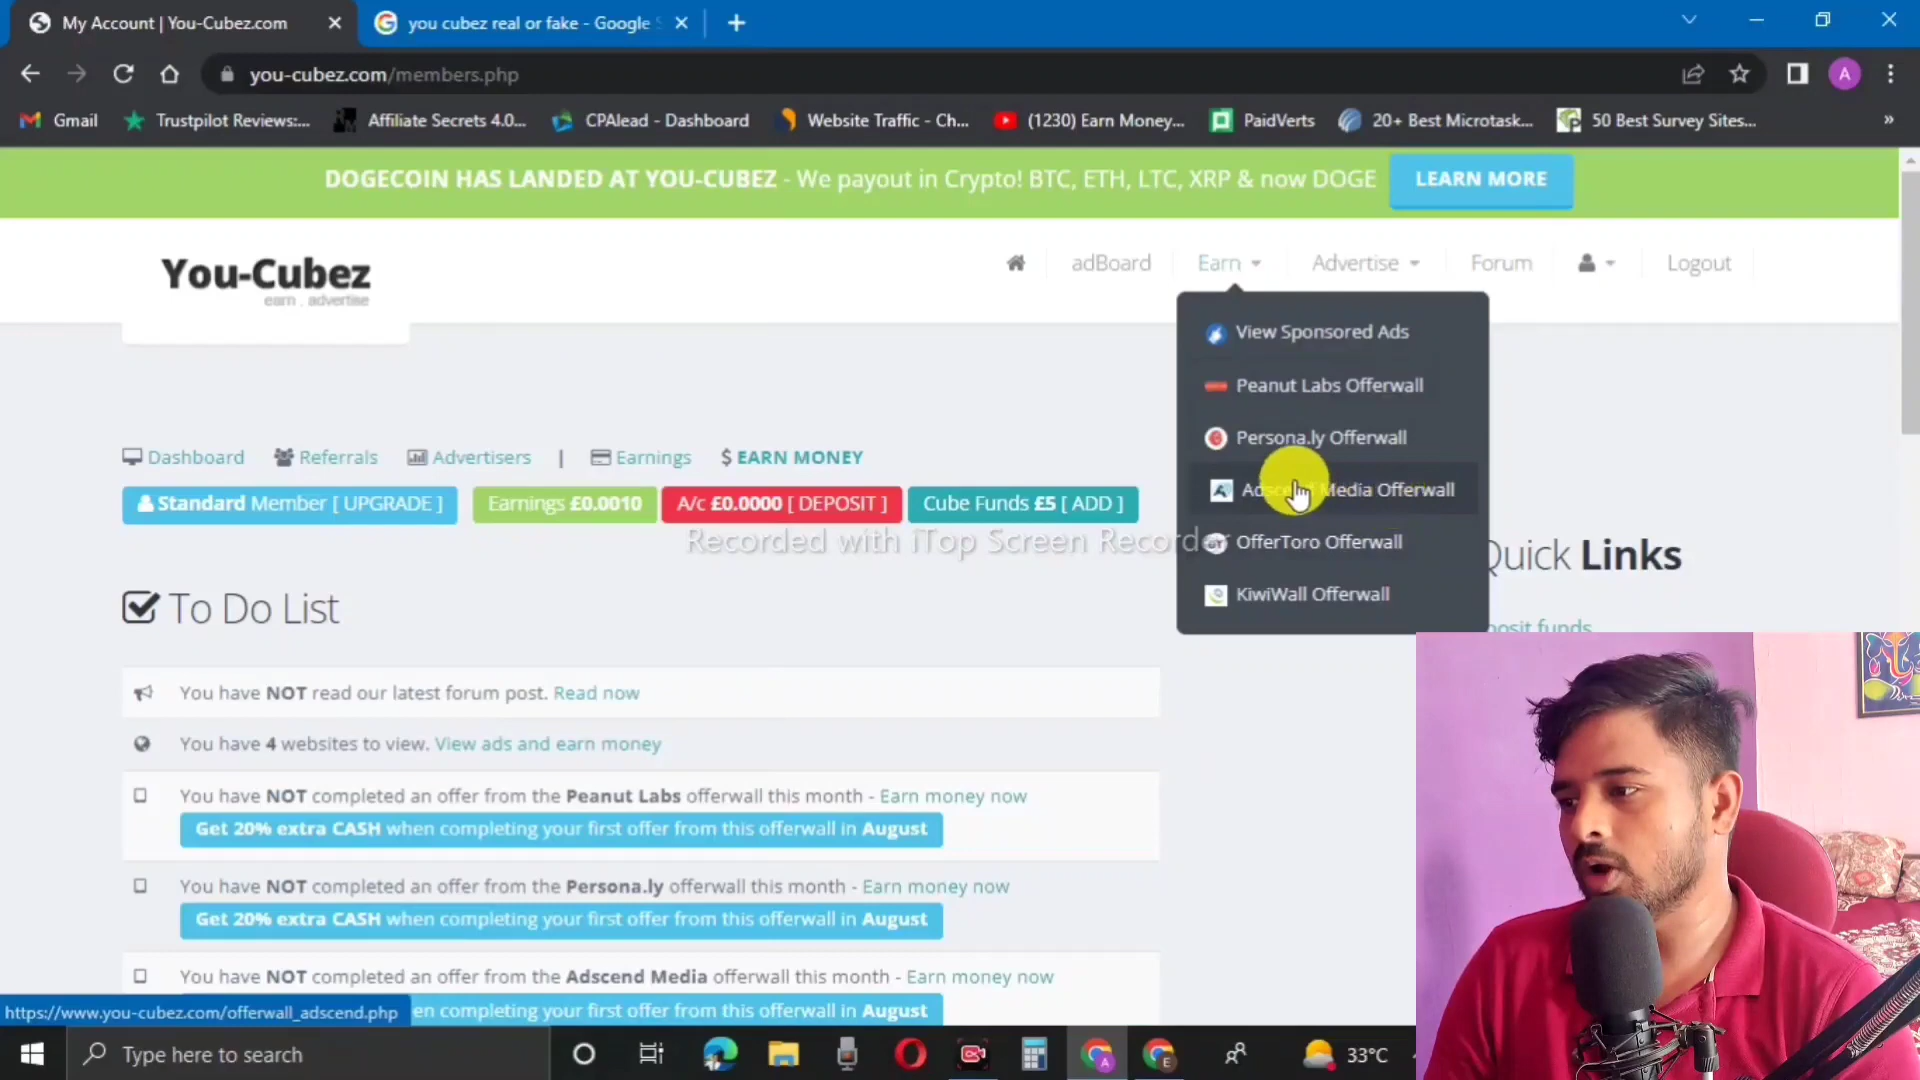 My Account | You-Cubez.com
you cubez real or fake - Google
you-cubez.com/members.php
A
Gmail
Trustpilot Reviews:...
Affiliate Secrets 4.0...
CPAlead - Dashboard
Website Traffic - Ch...
(1230) Earn Money...
PaidVerts
20+ Best Microtask...
50 Best Survey Sites...
»
DOGECOIN HAS LANDED AT YOU-CUBEZ - We payout in Crypto! BTC, ETH, LTC, XRP & now DOGE
LEARN MORE
You-Cubez
earn . advertise
adBoard
Earn
Advertise
Forum
Logout
View Sponsored Ads
Peanut Labs Offerwall
Persona.ly Offerwall
Media Offerwall
OfferToro Offerwall
KiwiWall Offerwall
Dashboard
Referrals
Advertisers
|
Earnings
$ EARN MONEY
Standard Member [ UPGRADE ]
Earnings £0.0010
A/c £0.0000 [ DEPOSIT ]
Cube Funds £5 [ ADD ]
Recorded with iTop Screen Recorder
Quick Links
posit funds
To Do List
You have NOT read our latest forum post. Read now
You have 4 websites to view. View ads and earn money
You have NOT completed an offer from the Peanut Labs offerwall this month - Earn money now
Get 20% extra CASH when completing your first offer from this offerwall in August
You have NOT completed an offer from the Persona.ly offerwall this month - Earn money now
Get 20% extra CASH when completing your first offer from this offerwall in August
You have NOT completed an offer from the Adscend Media offerwall this month - Earn money now
en completing your first offer from this offerwall in August
https://www.you-cubez.com/offerwall_adscend.php
Type here to search
A
E
33°C